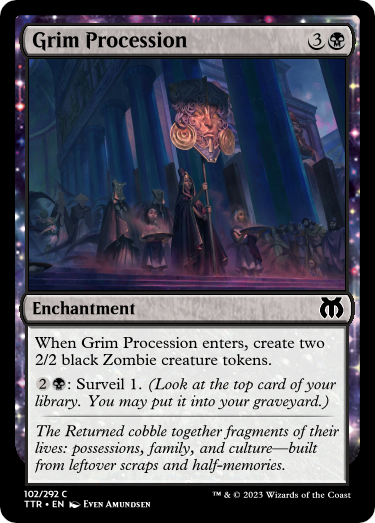 Grim Procession 3
Enchantment
When Grim Procession enters, create two
2/2 black Zombie creature tokens.
2: Surveil 1. (Look at the top card of your
library. You may put it into your graveyard.)
The Returned cobble together fragments of their
lives: possessions, family, and culture—built
from leftover scraps and half-memories.
102/292 C
TTR • EN Even Amundsen
™ & © 2023 Wizards of the Coast